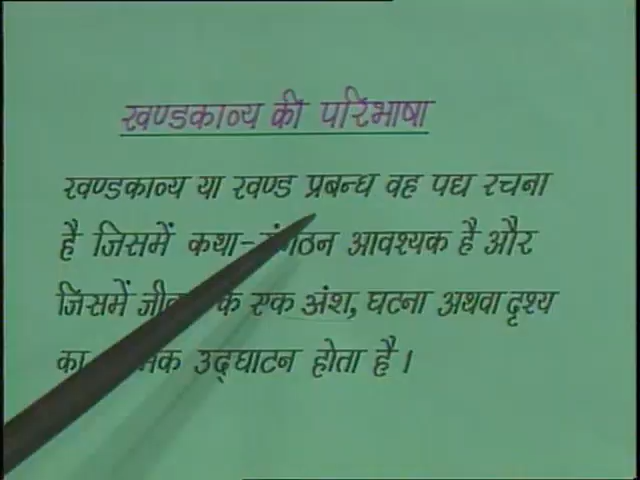 खण्डकाव्य की परिभाषा
खण्डकाव्य या खण्ड प्रबन्ध वह पद्य रचना
है जिसमें कथा-संगठन आवश्यक है और
जिसमें के एक अंश, घटना अथवा दृश्य
का उद्घाटन होता है।